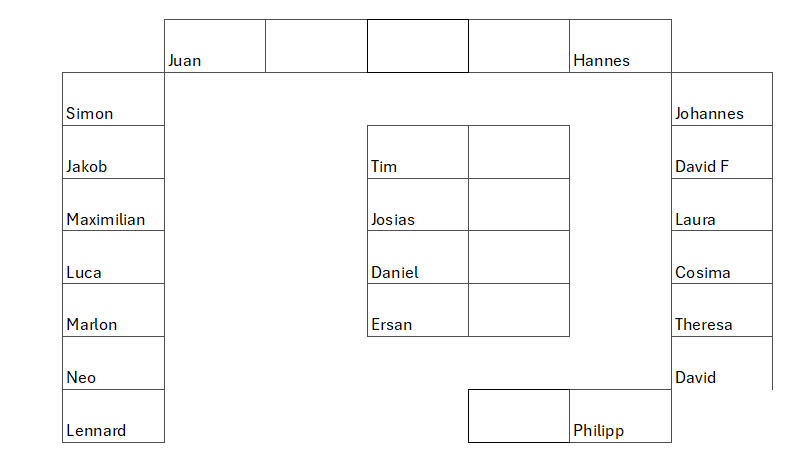 Juan Hannes
Simon Johannes
Jakob Tim David F
Maximilian Josias Laura
Luca Daniel Cosima
Marlon Ersan Theresa
Neo David
Lennard Philipp